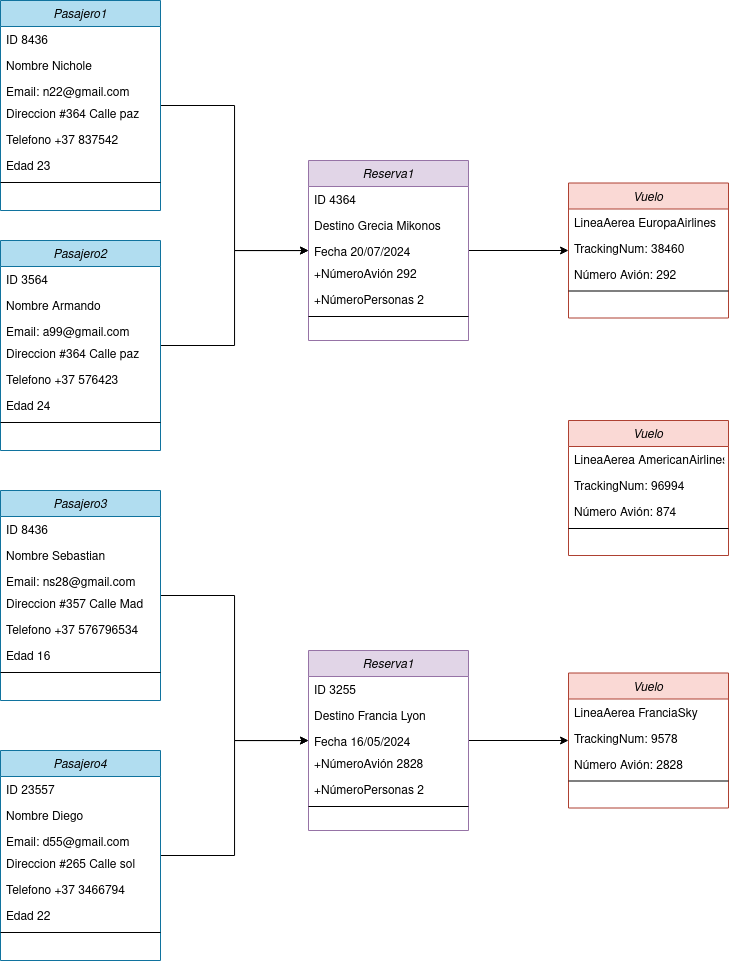 Pasajero1
ID 8436
Nombre Nichole
Email: n22@gmail.com
Direccion #364 Calle paz
Telefono +37 837542
Edad 23
Pasajero2
ID 3564
Nombre Armando
Email: a99@gmail.com
Direccion #364 Calle paz
Telefono +37 576423
Edad 24
Reserva1
ID 4364
Destino Grecia Mikonos
Fecha 20/07/2024
+NúmeroAvión 292
+NúmeroPersonas 2
Vuelo
LineaAerea EuropaAirlines
TrackingNum: 38460
Número Avión: 292
Vuelo
LineaAerea AmericanAirlines
TrackingNum: 96994
Número Avión: 874
Pasajero3
ID 8436
Nombre Sebastian
Email: ns28@gmail.com
Direccion #357 Calle Mad
Telefono +37 576796534
Edad 16
Pasajero4
ID 23557
Nombre Diego
Email: d55@gmail.com
Direccion #265 Calle sol
Telefono +37 3466794
Edad 22
Reserva1
ID 3255
Destino Francia Lyon
Fecha 16/05/2024
+NúmeroAvión 2828
+NúmeroPersonas 2
Vuelo
LineaAerea FranciaSky
TrackingNum: 9578
Número Avión: 2828